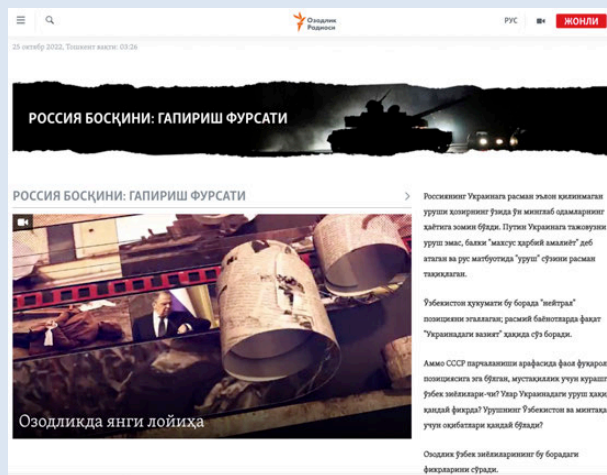 Озодлик
Радиоси
РУС
ЖОНЛИ
25 октябр 2022, Тошкент вақти: 03:26
РОССИЯ БОСҚИНИ: ГАПИРИШ ФУРСАТИ
РОССИЯ БОСҚИНИ: ГАПИРИШ ФУРСАТИ
Озодликда янги лойиҳа
Россиянинг Украинага расман эълон қилинмаган
уруши ҳозирнинг ўзида ўн минглаб одамларнинг
ҳаётига зомин бўлди. Путин Украинага тажовузни
уруш эмас, балки "махсус ҳарбий амалиёт" деб
атаган ва рус матбуотида "уруш" сўзини расман
тақиқлаган.
Ўзбекистон ҳукумати бу борада "нейтрал"
позицияни эгаллаган; расмий баёнотларда фақат
"Украинадаги вазият" ҳақида сўз боради.
Аммо СССР парчаланиши арафасида фаол фуқарол
позициясига эга бўлган, мустақиллик учун курашг
ўзбек зиёлилари-чи? Улар Украинадаги уруш ҳақи
қандай фикрда? Урушнинг Ўзбекистон ва минтақа
учун оқибатлари қандай бўлади?
Озодлик ўзбек зиёлиларининг бу борадаги
фикрларини сўради.